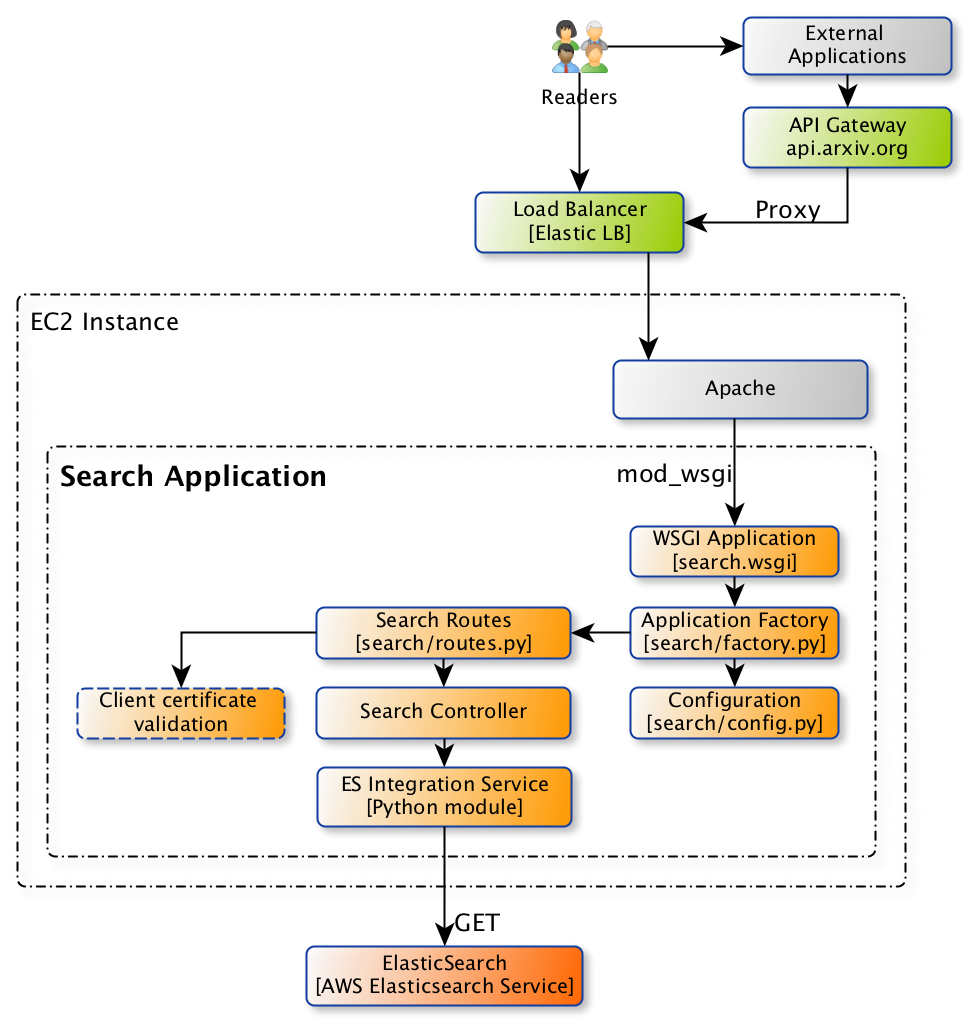 External
Applications
Readers
API Gateway
api.arxiv.org
Load Balancer
[Elastic LB]
Proxy
EC2 Instance
Apache
Search Application
mod_wsgi
WSGI Application
[search.wsgi]
Search Routes
[search/routes.py]
Application Factory
[search/factory.py]
Client certificate
validation
Search Controller
Configuration
[search/config.py]
ES Integration Service
[Python module]
GET
ElasticSearch
[AWS Elasticsearch Service]